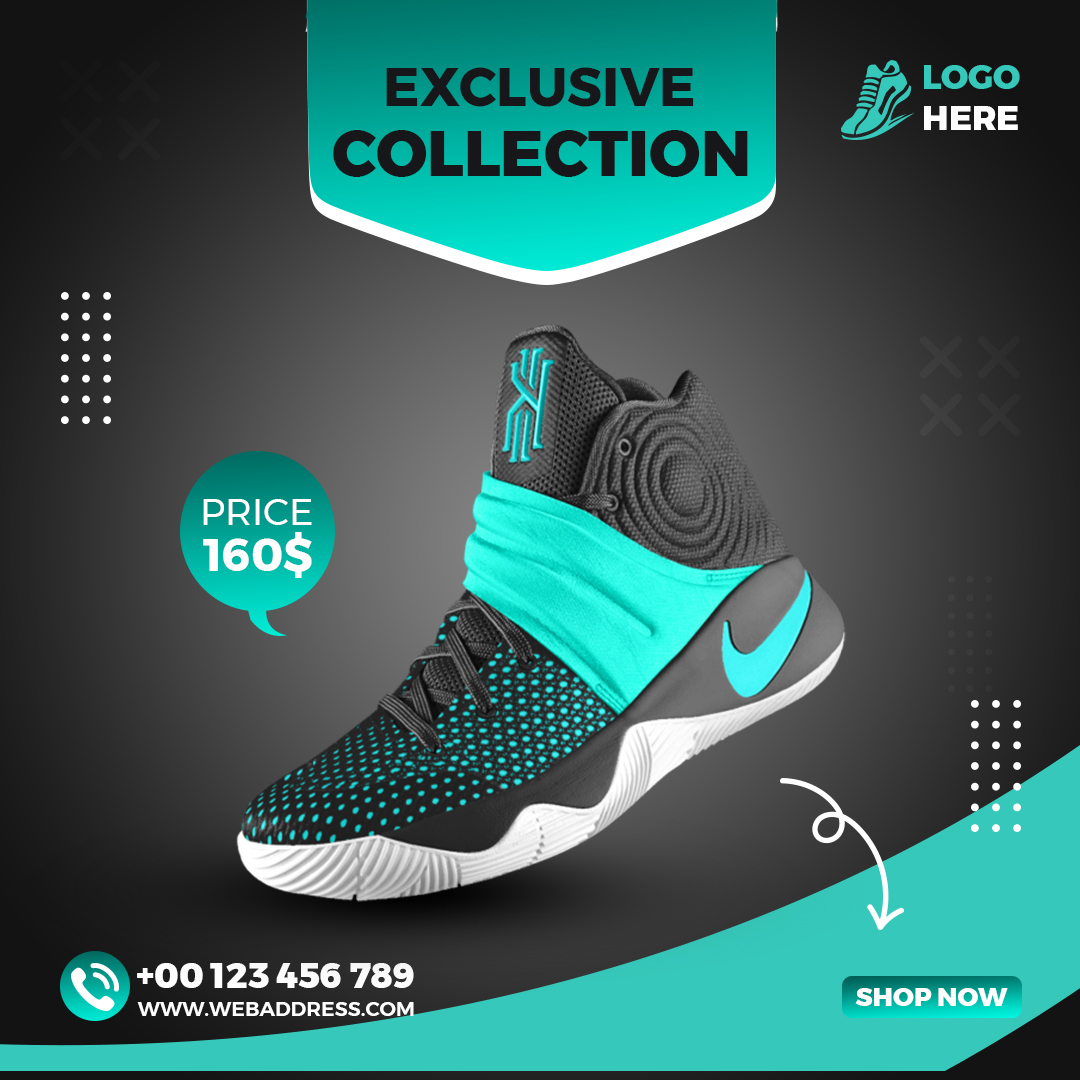 EXCLUSIVE
COLLECTION
LOGO
HERE
PRICE
160$
+00 123 456 789
WWW.WEBADDRESS.COM
SHOP NOW